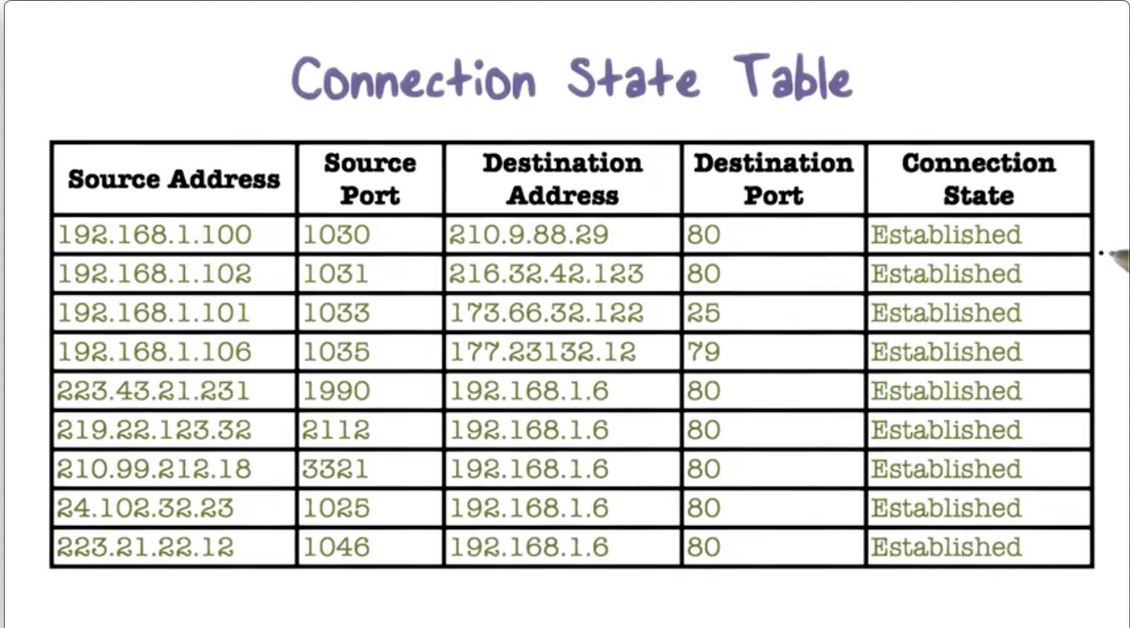 Connection State Table
Source Address Source Port Destination Address Destination Port Connection State
192.168.1.100 1030 210.9.88.29 80 Established
192.168.1.102 1031 216.32.42.123 80 Established
192.168.1.101 1033 173.66.32.122 25 Established
192.168.1.106 1035 177.23132.12 79 Established
223.43.21.231 1990 192.168.1.6 80 Established
219.22.123.32 2112 192.168.1.6 80 Established
210.99.212.18 3321 192.168.1.6 80 Established
24.102.32.23 1025 192.168.1.6 80 Established
223.21.22.12 1046 192.168.1.6 80 Established